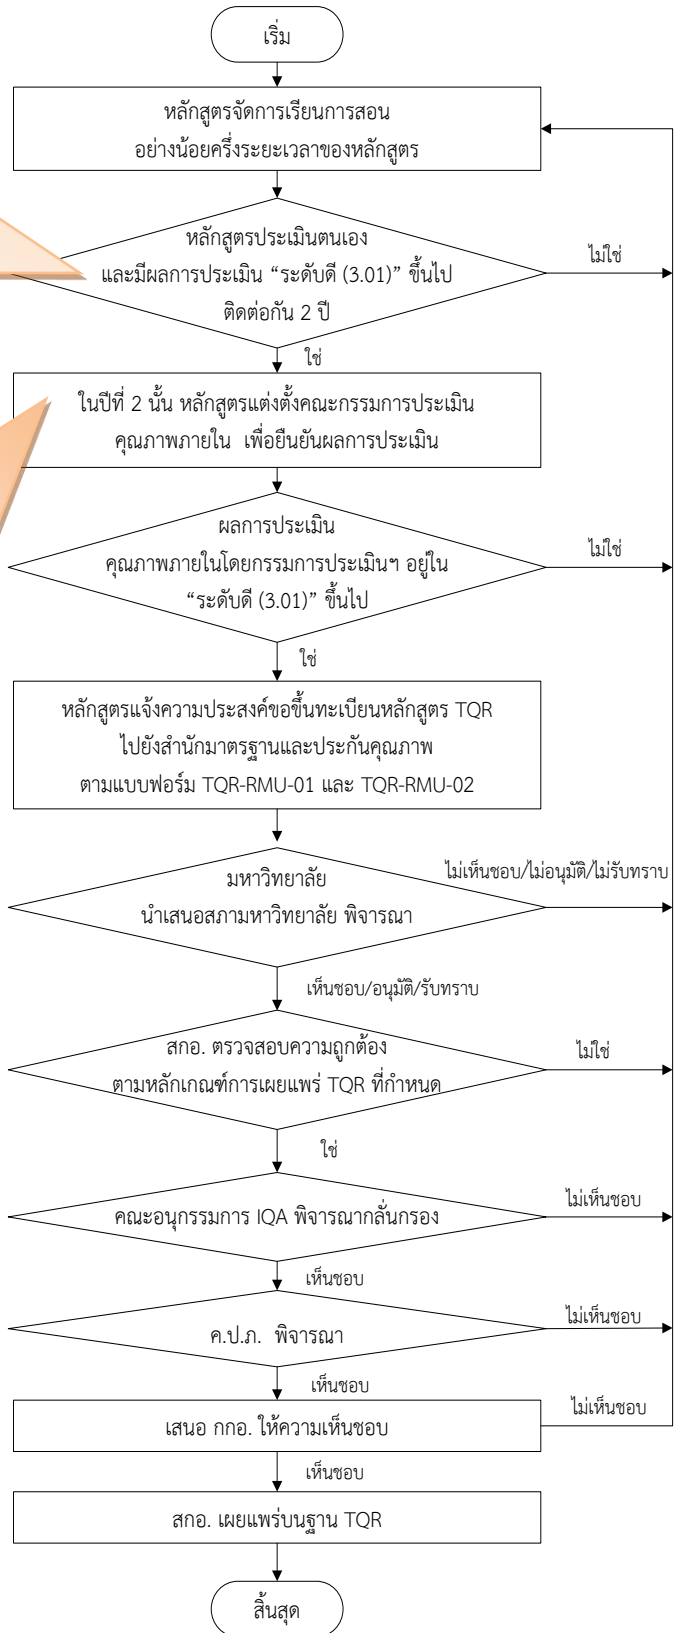 เริ่ม
หลักสูตรจัดการเรียนการสอน
อย่างน้อยครึ่งระยะเวลาของหลักสูตร
หลักสูตรประเมินตนเอง
และมีผลการประเมิน “ระดับดี (3.01)” ขึ้นไป
ติดต่อกัน 2 ปี
ไม่ใช่
ใช่
ในปีที่ 2 นั้น หลักสูตรแต่งตั้งคณะกรรมการประเมิน
คุณภาพภายใน เพื่อยืนยันผลการประเมิน
ผลการประเมิน
คุณภาพภายในโดยกรรมการประเมินฯ อยู่ใน
“ระดับดี (3.01)” ขึ้นไป
ไม่ใช่
ใช่
หลักสูตรแจ้งความประสงค์ขอขึ้นทะเบียนหลักสูตร TQR
ไปยังสำนักมาตรฐานและประกันคุณภาพ
ตามแบบฟอร์ม TQR-RMU-01 และ TQR-RMU-02
มหาวิทยาลัย
นำเสนอสภามหาวิทยาลัย พิจารณา
ไม่เห็นชอบ/ไม่อนุมัติ/ไม่รับทราบ
เห็นชอบ/อนุมัติ/รับทราบ
สกอ. ตรวจสอบความถูกต้อง
ตามหลักเกณฑ์การเผยแพร่ TQR ที่กำหนด
ไม่ใช่
ใช่
คณะอนุกรรมการ IQA พิจารณากลั่นกรอง
ไม่เห็นชอบ
เห็นชอบ
ค.ป.ภ. พิจารณา
ไม่เห็นชอบ
เห็นชอบ
เสนอ กกอ. ให้ความเห็นชอบ
ไม่เห็นชอบ
เห็นชอบ
สกอ. เผยแพร่บนฐาน TQR
สิ้นสุด